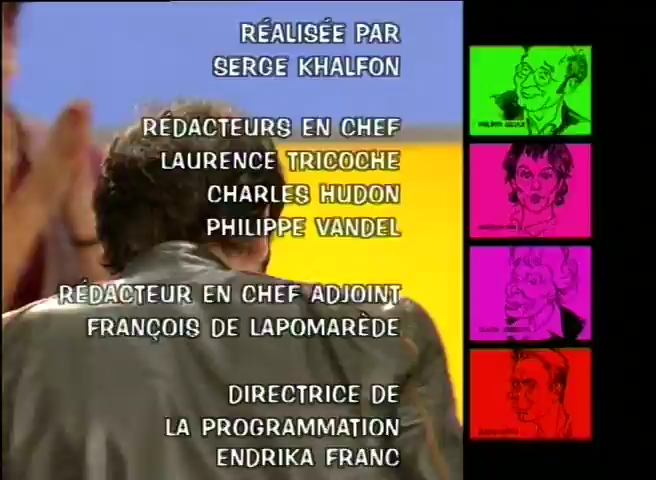 RÉALISÉE PAR
SERGE KHALFON
RÉDACTEURS EN CHEF
LAURENCE TRICOCHE
CHARLES HUDON
PHILIPPE VANDEL
RÉDACTEUR EN CHEF ADJOINT
FRANÇOIS DE LAPOMARÈDE
DIRECTRICE DE
LA PROGRAMMATION
ENDRIKA FRANC